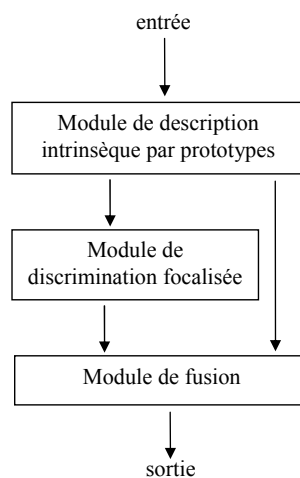 entrée
Module de description
intrinsèque par prototypes
Module de
discrimination focalisée
Module de fusion
sortie